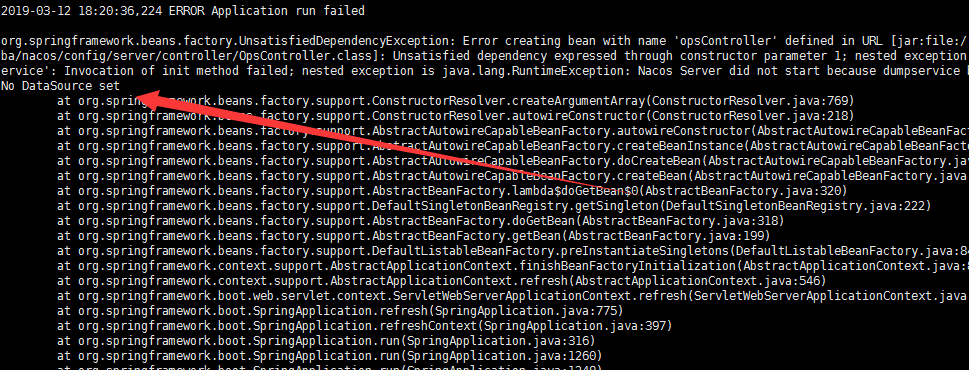 2019-03-12 18:20:36,224 ERROR Application run failed
org.springframework.beans.factory.UnsatisfiedDependencyException: Error creating bean with name 'opsController' defined in URL [jar:file:/
ba/nacos/config/server/controller/OpsController.class]: Unsatisfied dependency expressed through constructor parameter 1; nested exception
ervice': Invocation of init method failed; nested exception is java.lang.RuntimeException: Nacos Server did not start because dumpservice b
No DataSource set
at org.springframework.beans.factory.support.ConstructorResolver.createArgumentArray(ConstructorResolver.java:769)
at org.springframework.beans.factory.support.ConstructorResolver.autowireConstructor(ConstructorResolver.java:218)
at org.springframework.beans.factory.support.AbstractAutowireCapableBeanFactory.autowireConstructor(AbstractAutowireCapableBeanFact
at org.springframework.beans.factory.support.AbstractAutowireCapableBeanFactory.createBeanInstance(AbstractAutowireCapableBeanFacto
at org.springframework.beans.factory.support.AbstractAutowireCapableBeanFactory.doCreateBean(AbstractAutowireCapableBeanFactory.jav
at org.springframework.beans.factory.support.AbstractAutowireCapableBeanFactory.createBean(AbstractAutowireCapableBeanFactory.java:
at org.springframework.beans.factory.support.AbstractBeanFactory.lambda$doGetBean$0(AbstractBeanFactory.java:320)
at org.springframework.beans.factory.support.DefaultSingletonBeanRegistry.getSingleton(DefaultSingletonBeanRegistry.java:222)
at org.springframework.beans.factory.support.AbstractBeanFactory.doGetBean(AbstractBeanFactory.java:318)
at org.springframework.beans.factory.support.AbstractBeanFactory.getBean(AbstractBeanFactory.java:199)
at org.springframework.beans.factory.support.DefaultListableBeanFactory.preInstantiateSingletons(DefaultListableBeanFactory.java:84
at org.springframework.context.support.AbstractApplicationContext.finishBeanFactoryInitialization(AbstractApplicationContext.java:8
at org.springframework.context.support.AbstractApplicationContext.refresh(AbstractApplicationContext.java:546)
at org.springframework.boot.web.servlet.context.ServletWebServerApplicationContext.refresh(ServletWebServerApplicationContext.java:
at org.springframework.boot.SpringApplication.refresh(SpringApplication.java:775)
at org.springframework.boot.SpringApplication.refreshContext(SpringApplication.java:397)
at org.springframework.boot.SpringApplication.run(SpringApplication.java:316)
at org.springframework.boot.SpringApplication.run(SpringApplication.java:1260)
at org.springframework.boot.SpringApplication.run(SpringApplication.java:1248)